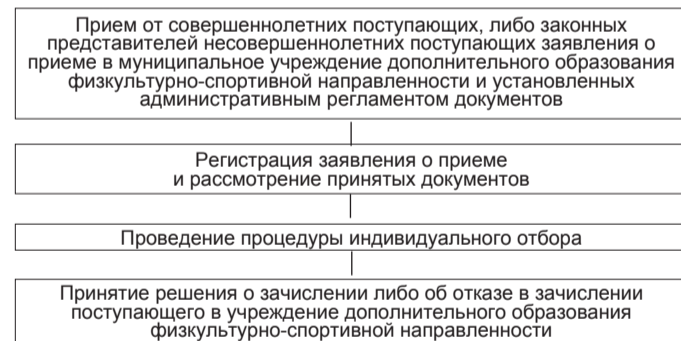 Прием от совершеннолетних поступающих, либо законных
представителей несовершеннолетних поступающих заявления о
приеме в муниципальное учреждение дополнительного образования
физкультурно-спортивной направленности и установленных
административным регламентом документов
Регистрация заявления о приеме
и рассмотрение принятых документов
Проведение процедуры индивидуального отбора
Принятие решения о зачислении либо об отказе в зачислении
поступающего в учреждение дополнительного образования
физкультурно-спортивной направленности